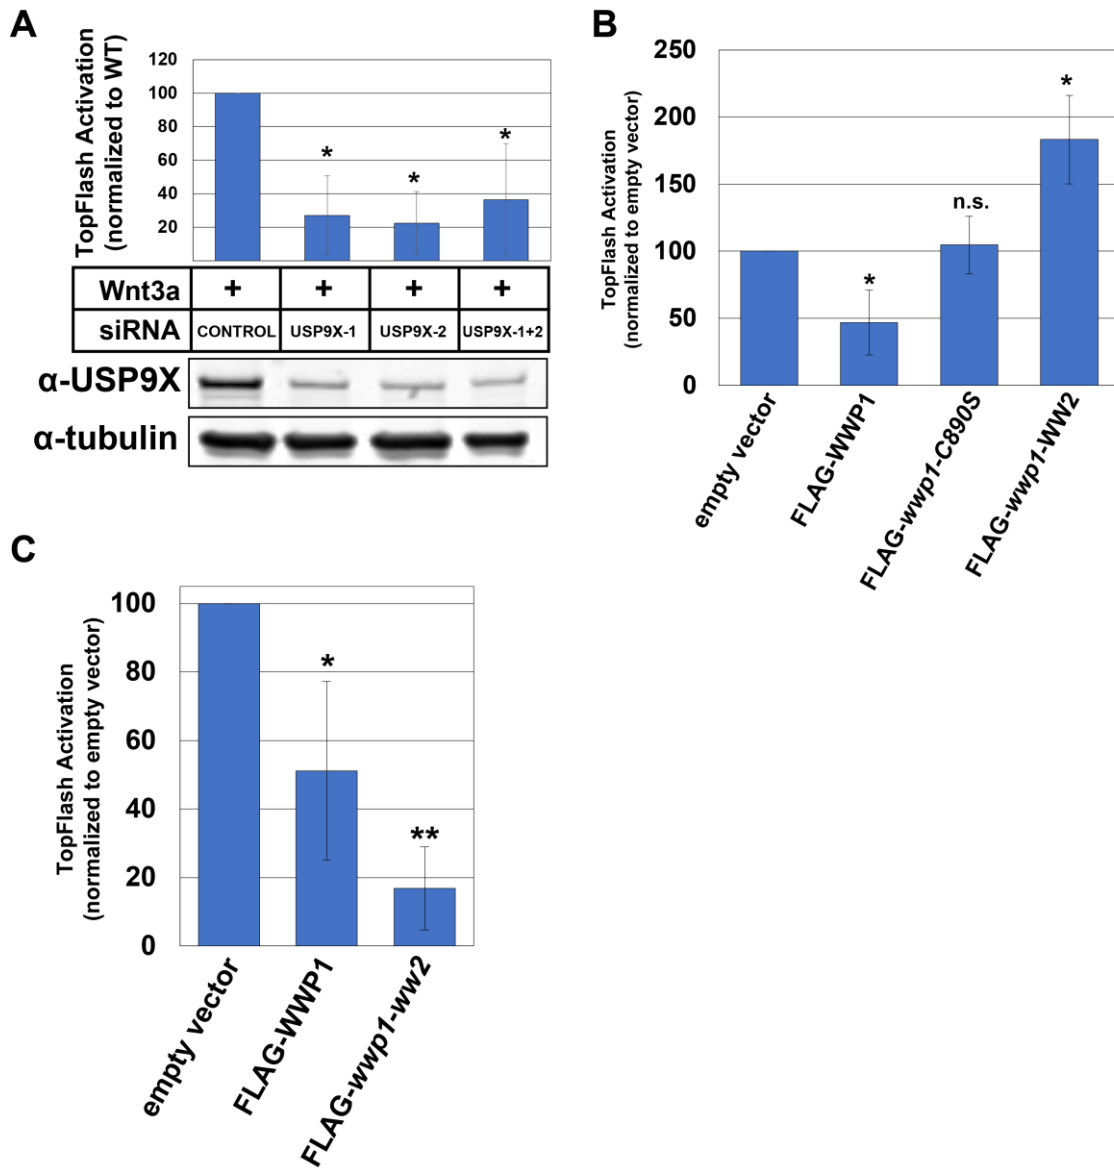 A
TopFlash Activation
(normalized to WT)
120
100
80
60
40
20
* * * *
Wnt3a + + + +
siRNA CONTROL USP9X-1 USP9X-2 USP9X-1+2
α-USP9X
α-tubulin
B
TopFlash Activation
(normalized to empty vector)
250
200
150
100
50
0
*
n.s.
*
empty vector
FLAG-WWP1
FLAG-wwp1-C890S
FLAG-wwp1-WW2
C
TopFlash Activation
(normalized to empty vector)
100
80
60
40
20
0
*
**
empty vector
FLAG-WWP1
FLAG-wwp1-ww2